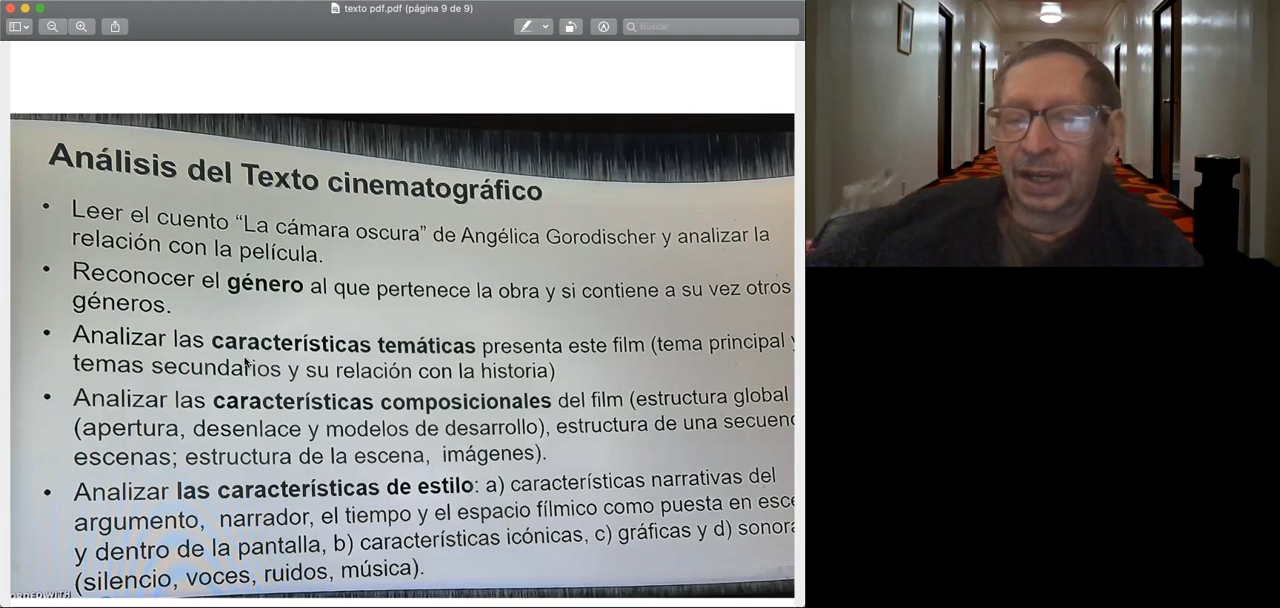 texto pdf.pdf (página 9 de 9)
Buscar
Análisis del Texto cinematográfico
• Leer el cuento “La cámara oscura” de Angélica Gorodischer y analizar la
relación con la película.
• Reconocer el género al que pertenece la obra y si contiene a su vez otros
géneros.
• Analizar las características temáticas presenta este film (tema principal y
temas secundarios y su relación con la historia)
• Analizar las características composicionales del film (estructura global
(apertura, desenlace y modelos de desarrollo), estructura de una secuenc
escenas; estructura de la escena, imágenes).
• Analizar las características de estilo: a) características narrativas del
argumento, narrador, el tiempo y el espacio fílmico como puesta en esce
y dentro de la pantalla, b) características icónicas, c) gráficas y d) sonora
(silencio, voces, ruidos, música).
WITH